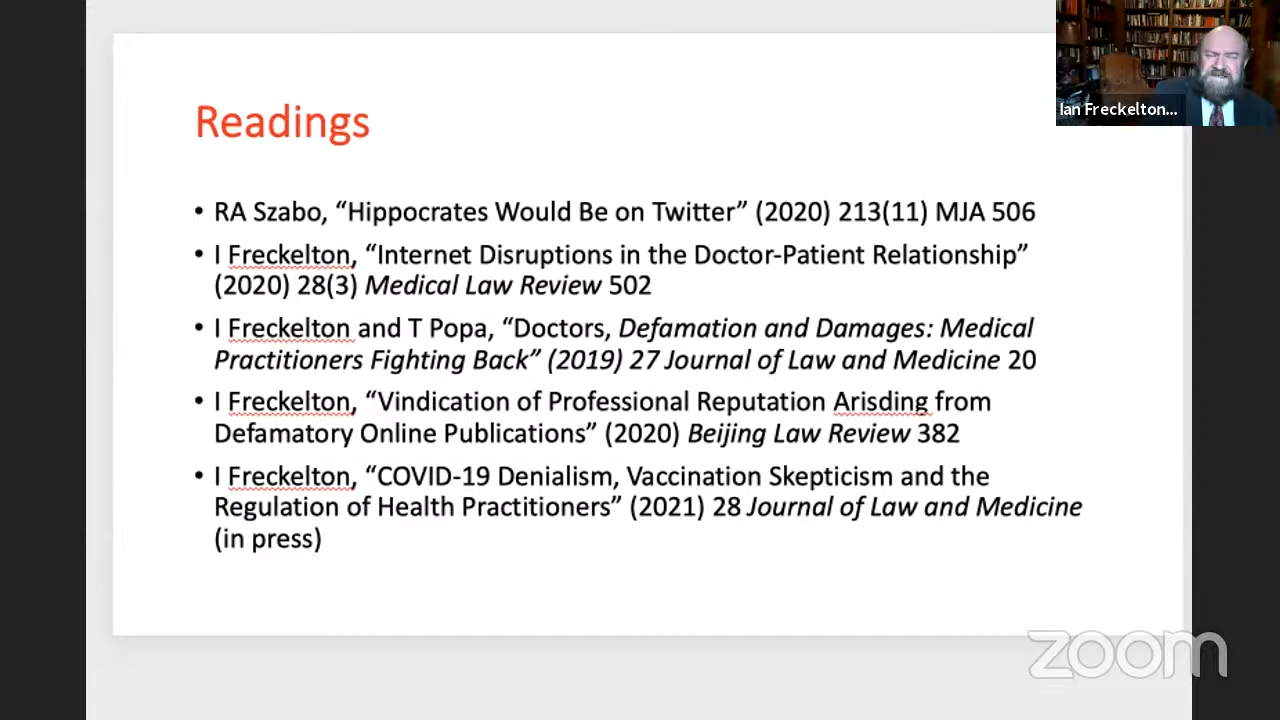 Ian Freckelton...
Readings
• RA Szabo, “Hippocrates Would Be on Twitter” (2020) 213(11) MJA 506
• I Freckelton, “Internet Disruptions in the Doctor-Patient Relationship”
(2020) 28(3) Medical Law Review 502
• I Freckelton and T Popa, “Doctors, Defamation and Damages: Medical
Practitioners Fighting Back” (2019) 27 Journal of Law and Medicine 20
• I Freckelton, “Vindication of Professional Reputation Arisding from
Defamatory Online Publications” (2020) Beijing Law Review 382
• I Freckelton, “COVID-19 Denialism, Vaccination Skepticism and the
Regulation of Health Practitioners” (2021) 28 Journal of Law and Medicine
(in press)
zoom